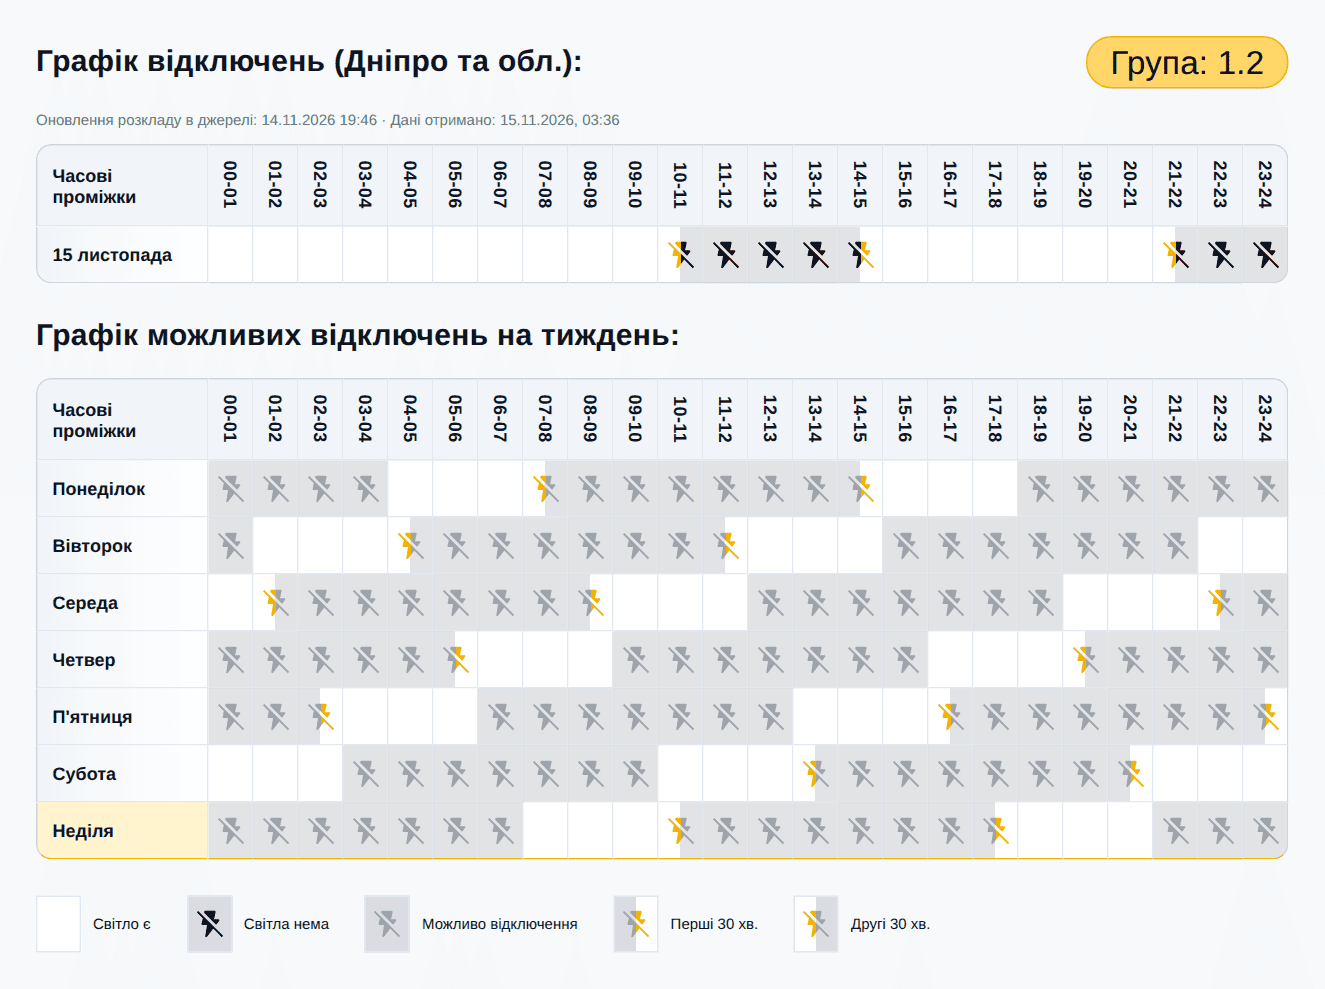 Графік відключень (Дніпро та обл.):
Група: 1.2
Оновлення розкладу в джерелі: 14.11.2026 19:46 · Дані отримано: 15.11.2026, 03:36
Часові проміжки 00-01 01-02 02-03 03-04 04-05 05-06 06-07 07-08 08-09 09-10 10-11 11-12 12-13 13-14 14-15 15-16 16-17 17-18 18-19 19-20 20-21 21-22 22-23 23-24
15 листопада
Графік можливих відключень на тиждень:
Часові проміжки 00-01 01-02 02-03 03-04 04-05 05-06 06-07 07-08 08-09 09-10 10-11 11-12 12-13 13-14 14-15 15-16 16-17 17-18 18-19 19-20 20-21 21-22 22-23 23-24
Понеділок
Вівторок
Середа
Четвер
П'ятниця
Субота
Неділя
Світло є Світла нема Можливо відключення Перші 30 хв. Другі 30 хв.